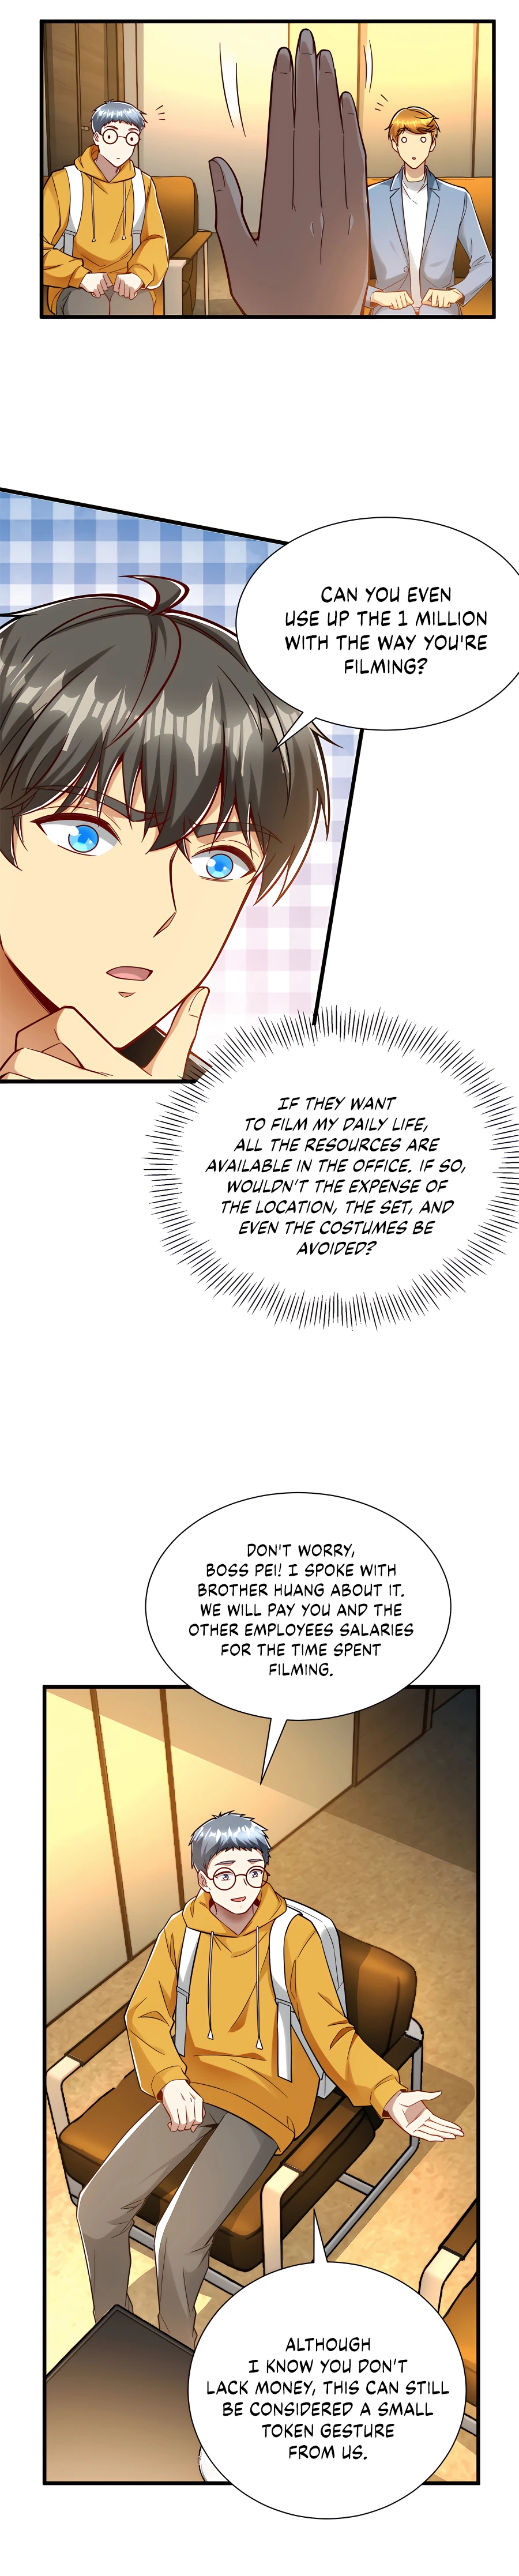 CAN YOU EVEN
USE UP THE 1 MILLION
WITH THE WAY YOU'RE
FILMING?
IF THEY WANT
TO FILM MY DAILY LIFE,
ALL THE RESOURCES ARE
AVAILABLE IN THE OFFICE. IF SO,
WOULDN'T THE EXPENSE OF
THE LOCATION, THE SET, AND
EVEN THE COSTUMES BE
AVOIDED?
DON'T WORRY,
BOSS PEI! I SPOKE WITH
BROTHER HUANG ABOUT IT.
WE WILL PAY YOU AND THE
OTHER EMPLOYEES SALARIES
FOR THE TIME SPENT
FILMING.
ALTHOUGH
I KNOW YOU DON'T
LACK MONEY, THIS CAN STILL
BE CONSIDERED A SMALL
TOKEN GESTURE
FROM US.